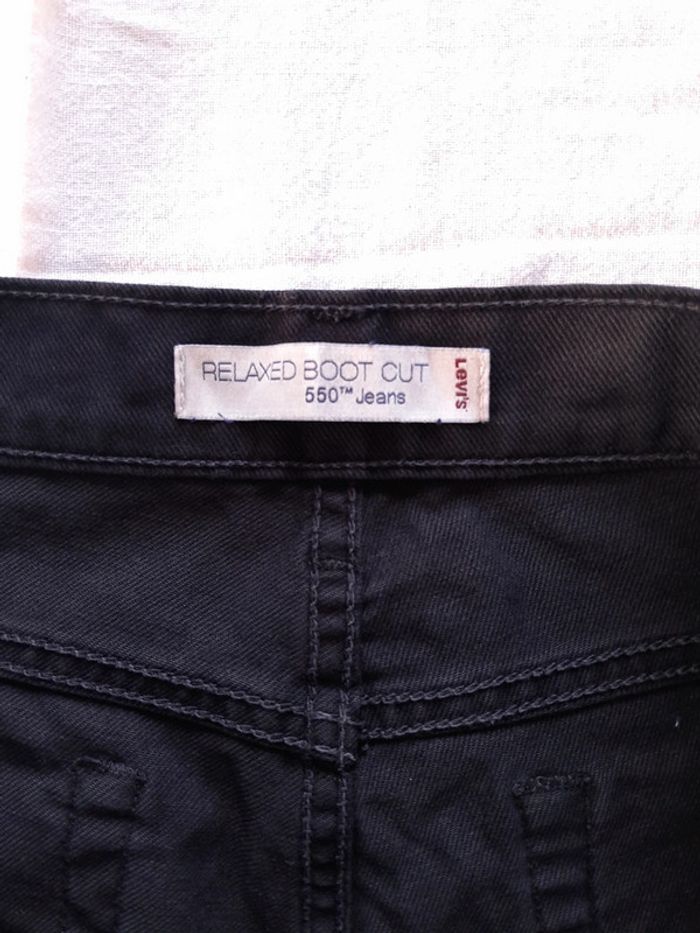 RELAXED BOOT CUT
550™ Jeans
Levi's